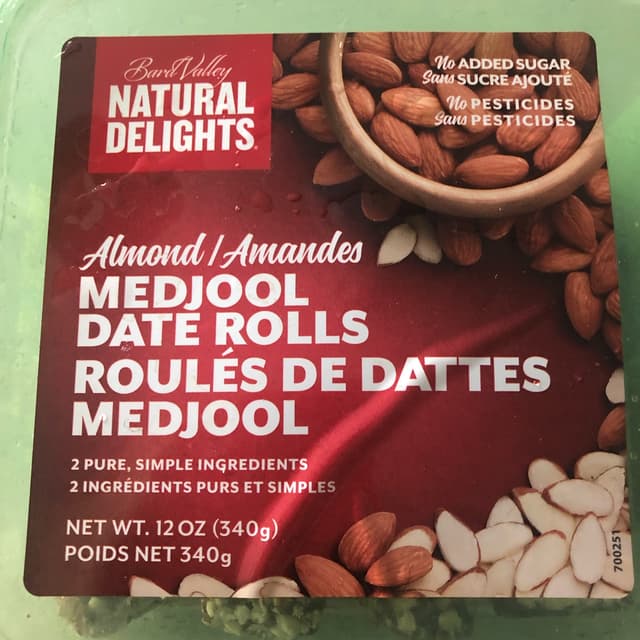 Bard Valley
NATURAL
DELIGHTS
No ADDED SUGAR
Sans SUCRE AJOUTÉ
No PESTICIDES
Sans PESTICIDES
Almond / Amandes
MEDJOOL
DATE ROLLS
ROULÉS DE DATTES
MEDJOOL
2 PURE, SIMPLE INGREDIENTS
2 INGRÉDIENTS PURS ET SIMPLES
NET WT. 12 OZ (340g)
POIDS NET 340g
700251